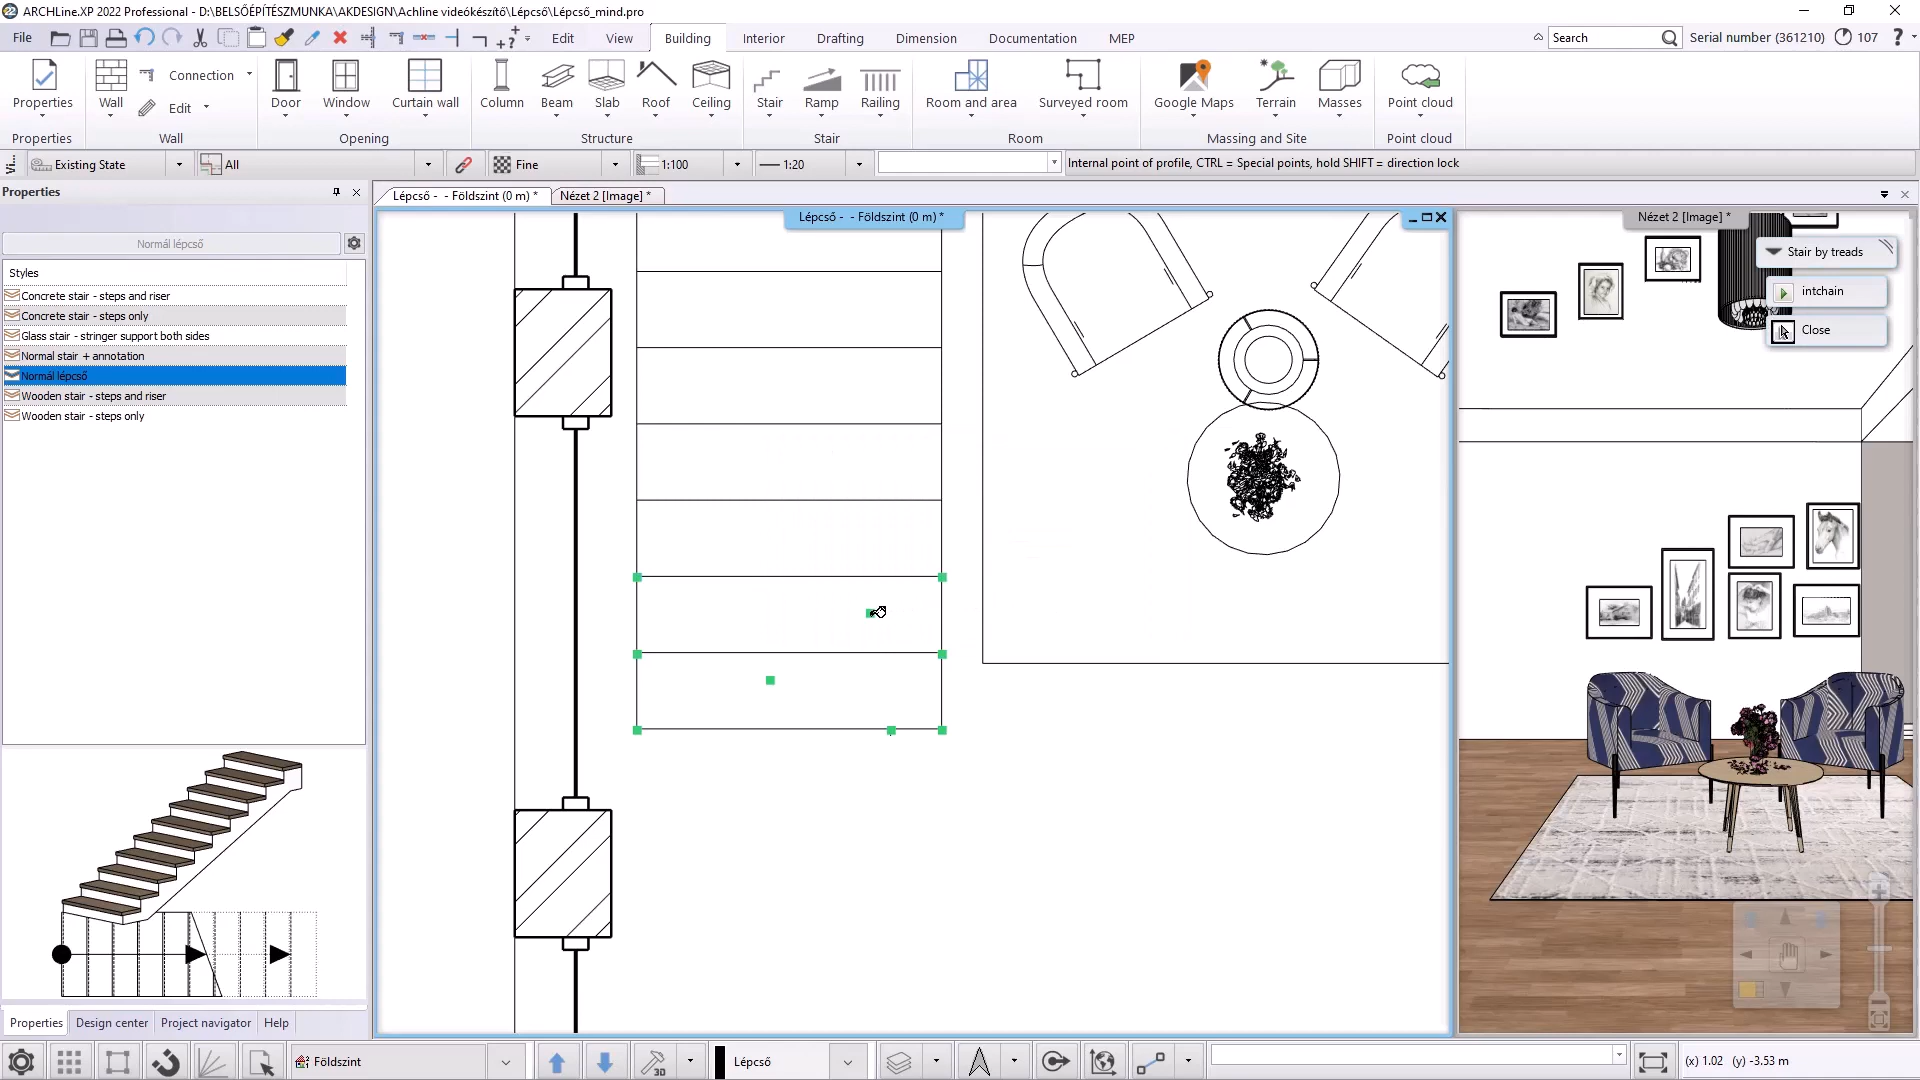 ARCHLine.XP 2022 Professional - D:\BELSŐÉPÍTÉSZMUNKA\AKDESIGN\Achline videókészítő\Lépcső\Lépcső_mind.pro
File Edit View Building Interior Drafting Dimension Documentation MEP Search Serial number (361210) 107 ?
Properties Wall Connection Edit Door Window Curtain wall Column Beam Slab Roof Ceiling Stair Ramp Railing Room and area Surveyed room Google Maps Terrain Masses Point cloud
Properties Wall Opening Structure Stair Room Massing and Site Point cloud
Existing State All Fine 1:100 1:20 Internal point of profile, CTRL = Special points, hold SHIFT = direction lock
Properties
Lépcső - - Földszint (0 m) * Nézet 2 [Image] *
Lépcső - - Földszint (0 m) * Nézet 2 [Image] *
Normál lépcső
Styles
Concrete stair - steps and riser
Concrete stair - steps only
Glass stair - stringer support both sides
Normal stair + annotation
Normál lépcső
Wooden stair - steps and riser
Wooden stair - steps only
Stair by treads
intchain
Close
Properties Design center Project navigator Help
3D
Földszint Lépcső (x) 1.02 (y) -3.53 m